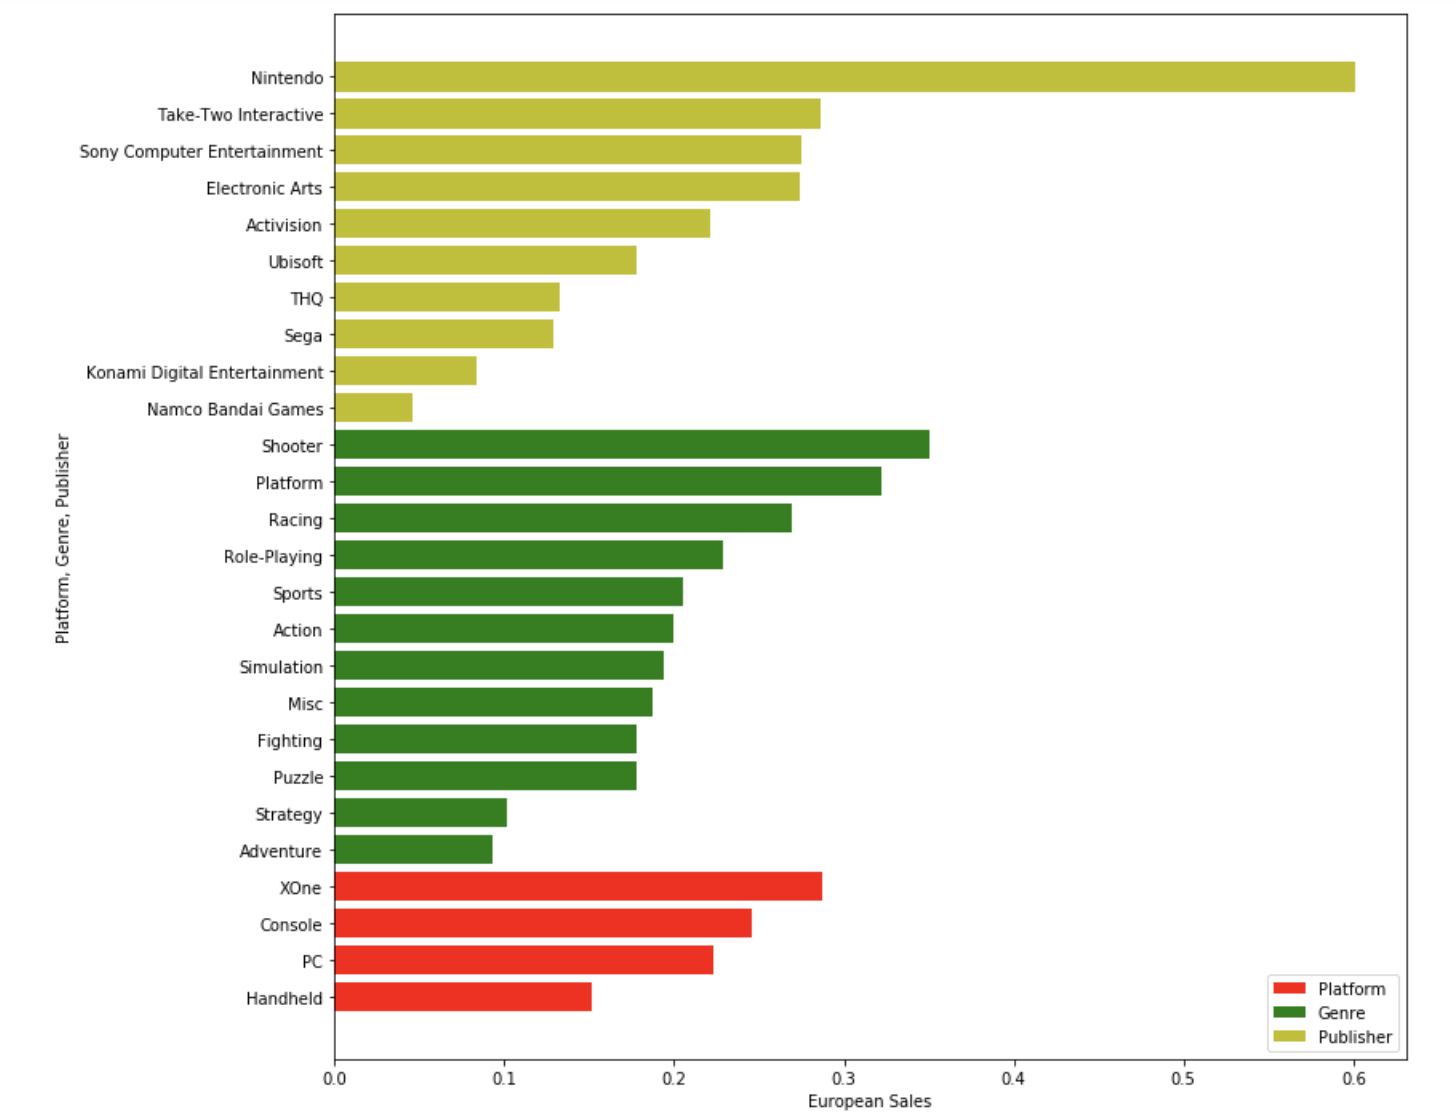 Nintendo
Take-Two Interactive
Sony Computer Entertainment
Electronic Arts
Activision
Ubisoft
THQ
Sega
Konami Digital Entertainment
Namco Bandai Games
Shooter
Platform
Racing
Role-Playing
Sports
Action
Simulation
Misc
Fighting
Puzzle
Strategy
Adventure
XOne
Console
PC
Handheld
Platform, Genre, Publisher
Platform
Genre
Publisher
0.0 0.1 0.2 0.3 0.4 0.5 0.6
European Sales